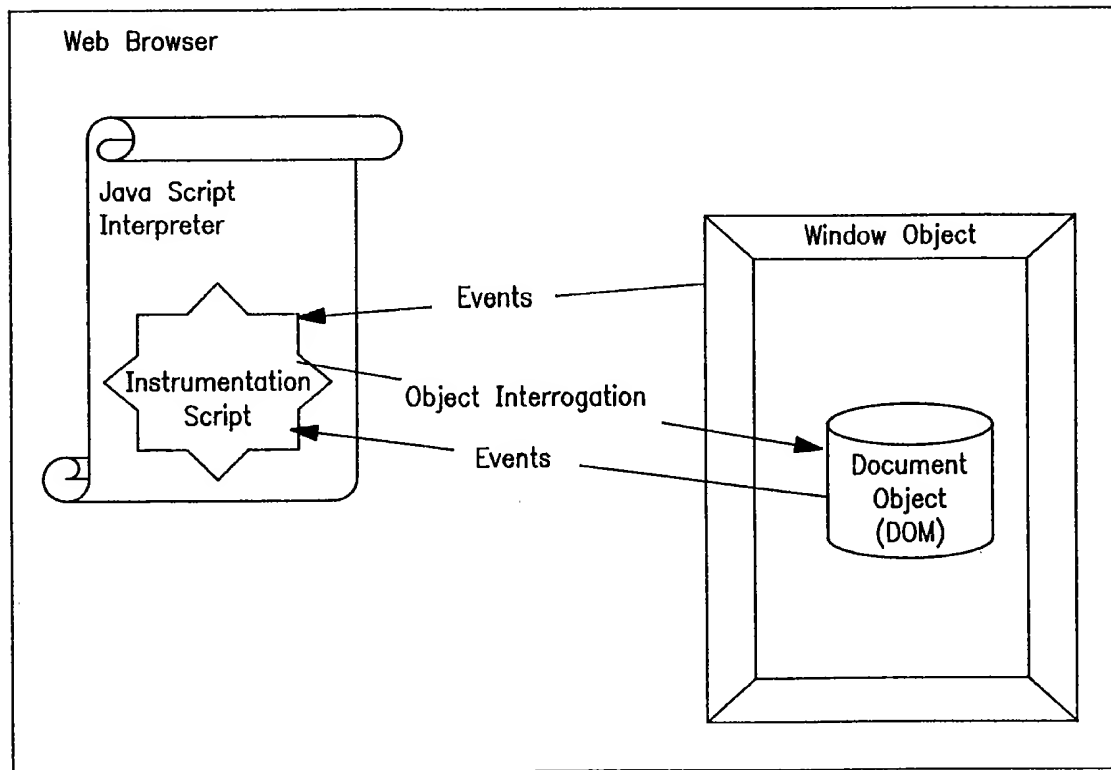 Web Browser
Java Script
Interpreter
Window Object
Events
Instrumentation
Script
Object Interrogation
Events
Document
Object
(DOM)